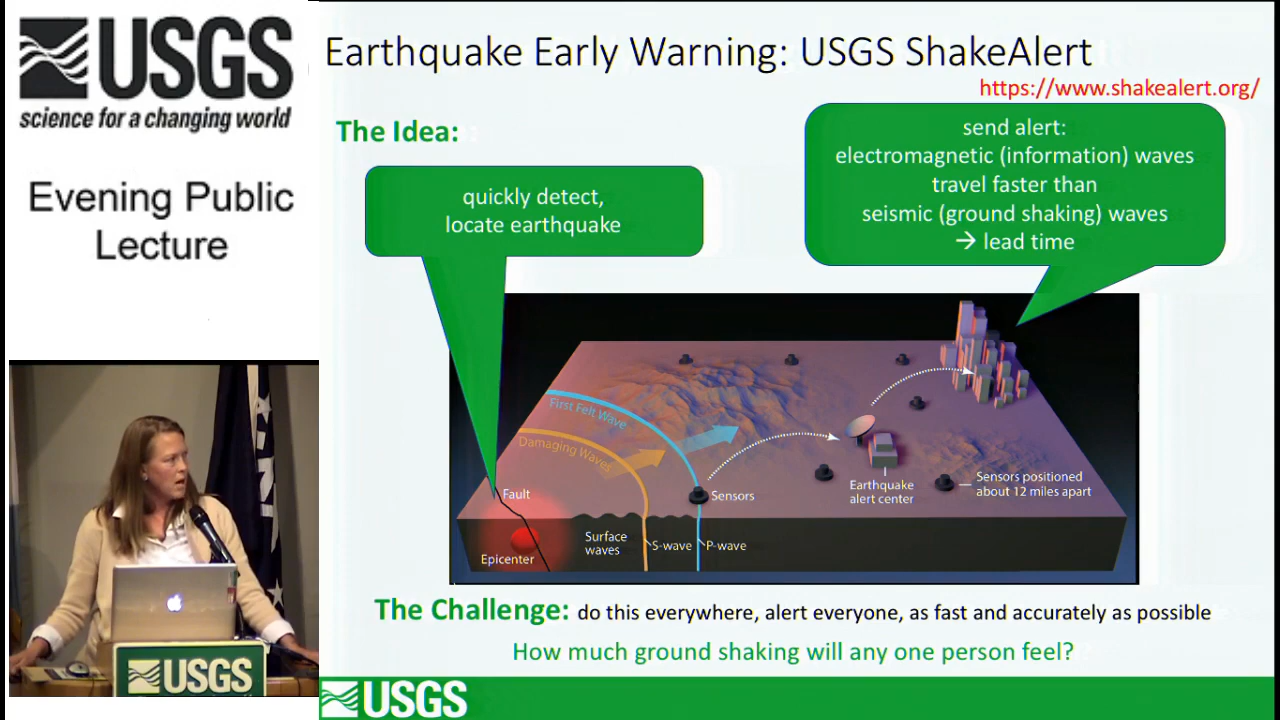 USGS
science for a changing world
Evening Public
Lecture
Earthquake Early Warning: USGS ShakeAlert
https://www.shakealert.org/
The Idea:
quickly detect,
locate earthquake
send alert:
electromagnetic (information) waves
travel faster than
seismic (ground shaking) waves
→ lead time
First Felt Wave
Damaging Waves
Fault
Sensors
Earthquake
alert center
Sensors positioned
about 12 miles apart
Surface
waves
S-wave
P-wave
Epicenter
The Challenge: do this everywhere, alert everyone, as fast and accurately as possible
How much ground shaking will any one person feel?
USGS
USGS